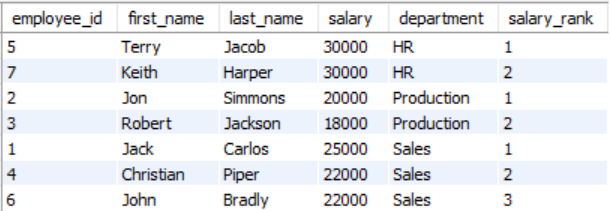 employee_id first_name last_name salary department salary_rank
5 Terry Jacob 30000 HR 1
7 Keith Harper 30000 HR 2
2 Jon Simmons 20000 Production 1
3 Robert Jackson 18000 Production 2
1 Jack Carlos 25000 Sales 1
4 Christian Piper 22000 Sales 2
6 John Bradly 22000 Sales 3